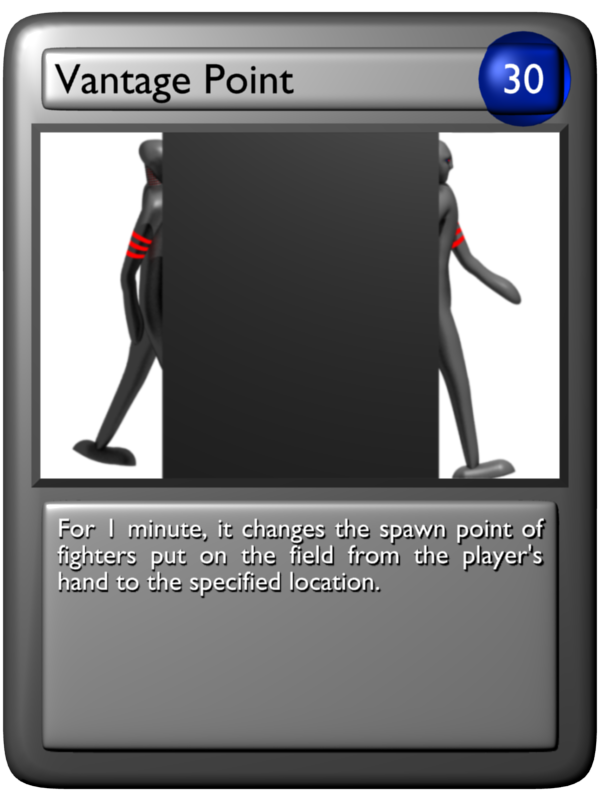 Vantage Point
30
For 1 minute, it changes the spawn point of
fighters put on the field from the player's
hand to the specified location.